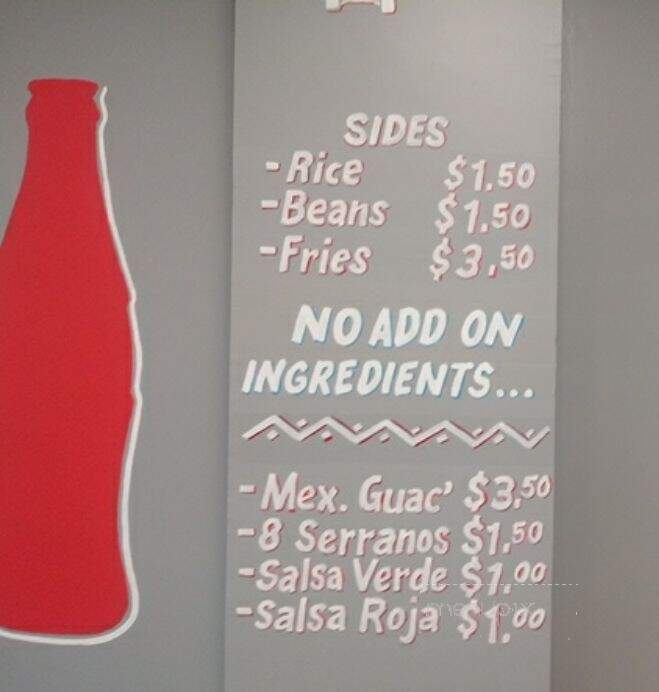 SIDES
-Rice $1.50
-Beans $1.50
-Fries $3.50
NO ADD ON
INGREDIENTS...
-Mex. Guac' $3.50
-8 Serranos $1.50
-Salsa Verde $1.00
-Salsa Roja $1.00